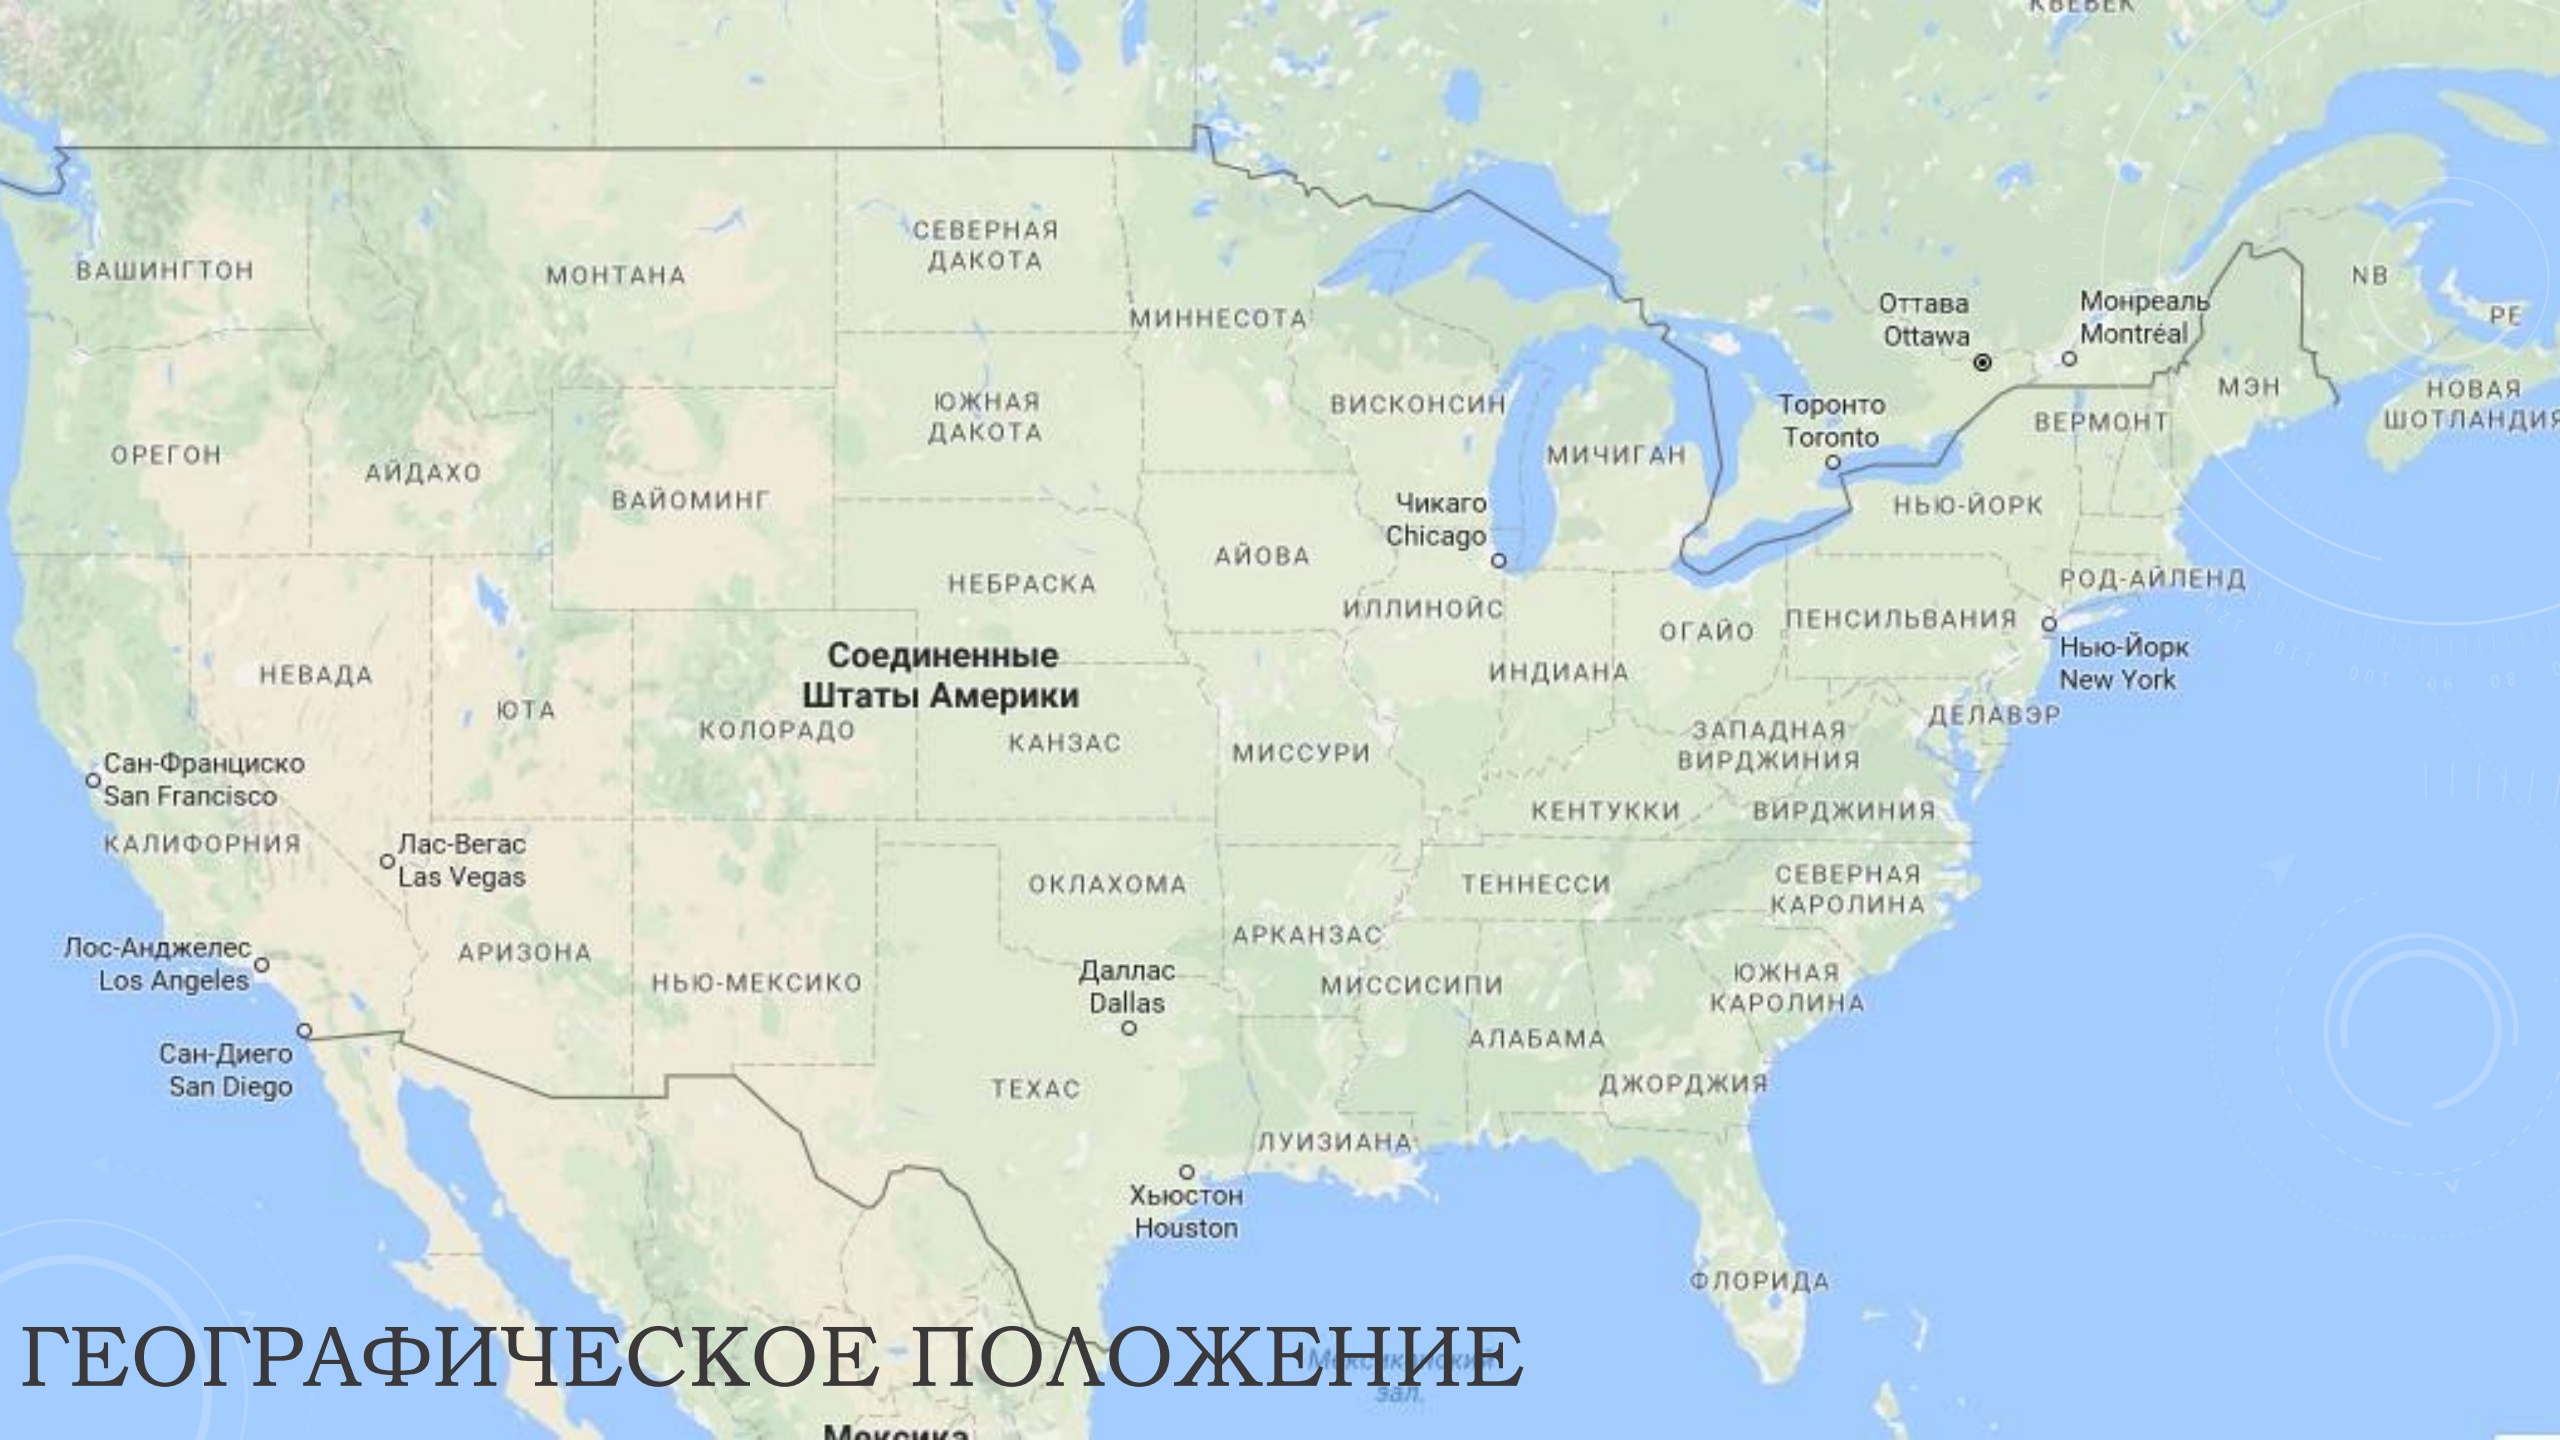 КВЕБЕК
СЕВЕРНАЯ
ДАКОТА
ВАШИНГТОН
МОНТАНА
NB
Оттава
Ottawa
Монреаль
Montréal
МИННЕСОТА
PE
ЮЖНАЯ
ДАКОТА
ВИСКОНСИН
Торонто
Toronto
МЭН
НОВАЯ
ШОТЛАНДИЯ
ВЕРМОНТ
ОРЕГОН
АЙДАХО
МИЧИГАН
ВАЙОМИНГ
Чикаго
Chicago
НЬЮ-ЙОРК
АЙОВА
НЕБРАСКА
РОД-АЙЛЕНД
ИЛЛИНОЙС
ОГАЙО
ПЕНСИЛЬВАНИЯ
Соединенные
Штаты Америки
Нью-Йорк
New York
НЕВАДА
ИНДИАНА
ЮТА
КОЛОРАДО
КАНЗАС
МИССУРИ
ЗАПАДНАЯ
ВИРДЖИНИЯ
ДЕЛАВЭР
Сан-Франциско
San Francisco
КЕНТУККИ
ВИРДЖИНИЯ
КАЛИФОРНИЯ
Лас-Вегас
Las Vegas
ОКЛАХОМА
ТЕННЕССИ
СЕВЕРНАЯ
КАРОЛИНА
Лос-Анджелес
Los Angeles
АРИЗОНА
НЬЮ-МЕКСИКО
АРКАНЗАС
Даллас
Dallas
МИССИСИПИ
ЮЖНАЯ
КАРОЛИНА
Сан-Диего
San Diego
АЛАБАМА
ТЕХАС
ДЖОРДЖИЯ
ЛУИЗИАНА
Хьюстон
Houston
ФЛОРИДА
ГЕОГРАФИЧЕСКОЕ ПОЛОЖЕНИЕ
Мексиканский
зал.
Мексика